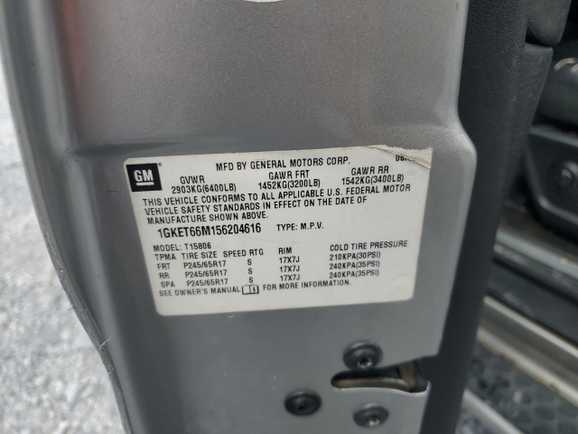 GM
MFD BY GENERAL MOTORS CORP.
GVWR GAWR FRT GAWR RR
2903KG(6400LB) 1452KG(3200LB) 1542KG(3400LB)
THIS VEHICLE CONFORMS TO ALL APPLICABLE U.S. FEDERAL MOTOR
VEHICLE SAFETY STANDARDS IN EFFECT ON THE DATE OF
MANUFACTURE SHOWN ABOVE.
1GKET66M156204616 TYPE: M.P.V.
MODEL: T15806
TPMA TIRE SIZE SPEED RTG RIM COLD TIRE PRESSURE
FRT P245/65R17 S 17X7J 210KPA(30PSI)
RR P245/65R17 S 17X7J 240KPA(35PSI)
SPA P245/65R17 S 17X7J 240KPA(35PSI)
SEE OWNER'S MANUAL FOR MORE INFORMATION.